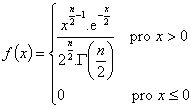 f(x) = { x^{n/2-1} . e^{-x/2} / 2^{n/2} . Γ(n/2) pro x > 0
0 pro x ≤ 0